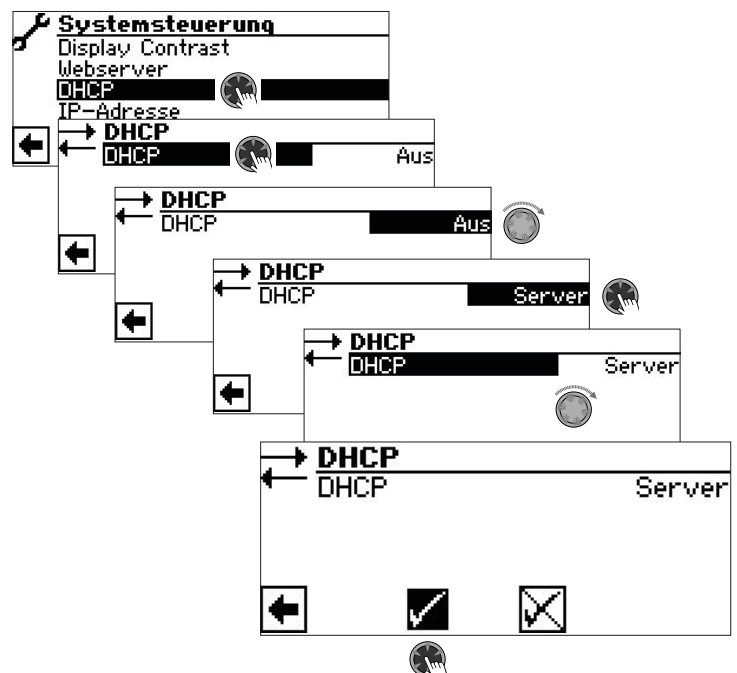 Systemsteuerung
Display Contrast
Webserver
DHCP
IP-Adresse
DHCP
DHCP Aus
DHCP
DHCP Aus
DHCP
DHCP Server
DHCP
DHCP Server
DHCP
DHCP Server